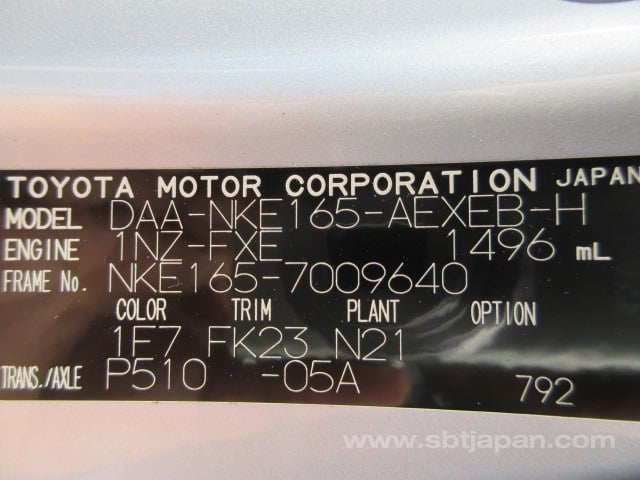 TOYOTA MOTOR CORPORATION JAPAN
MODEL DAA-NKE165-AEXEB-H
ENGINE 1NZ-FXE 1496 mL
FRAME No. NKE165-7009640
COLOR TRIM PLANT OPTION
1F7 FK23 N21
TRANS./AXLE P510 -05A 792
www.sbtjapan.com